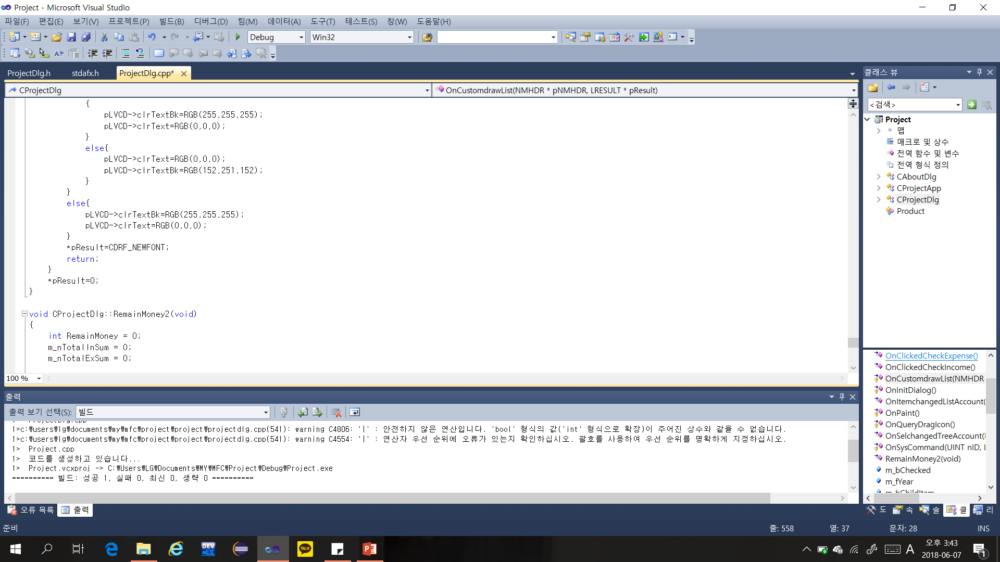 Project - Microsoft Visual Studio
파일(F) 편집(E) 보기(V) 프로젝트(P) 빌드(B) 디버그(D) 팀(M) 데이터(A) 도구(T) 테스트(S) 창(W) 도움말(H)
Debug Win32
ProjectDlg.h stdafx.h ProjectDlg.cpp*
CProjectDlg OnCustomdrawList(NMHDR * pNMHDR, LRESULT * pResult)
{
pLVCD->clrTextBk=RGB(255,255,255);
pLVCD->clrText=RGB(0,0,0);
}
else{
pLVCD->clrText=RGB(0,0,0);
pLVCD->clrTextBk=RGB(152,251,152);
}
}
else{
pLVCD->clrTextBk=RGB(255,255,255);
pLVCD->clrText=RGB(0,0,0);
}
*pResult=CDRF_NEWFONT;
return;
}
*pResult=0;
}
void CProjectDlg::RemainMoney2(void)
{
int RemainMoney = 0;
m_nTotalInSum = 0;
m_nTotalExSum = 0;
100 %
출력
출력 보기 선택(S): 빌드
1> ProjectDlg.cpp
1>c:\users\lg\documents\my\mfc\project\project\projectdlg.cpp(541): warning C4806: '|' : 안전하지 않은 연산입니다. 'bool' 형식의 값('int' 형식으로 확장)이 주어진 상수와 같을 수 없습니다.
1>c:\users\lg\documents\my\mfc\project\project\projectdlg.cpp(541): warning C4554: '|' : 연산자 우선 순위에 오류가 있는지 확인하십시오. 괄호를 사용하여 우선 순위를 명확하게 지정하십시오.
1> Project.cpp
1> 코드를 생성하고 있습니다...
1> Project.vcxproj -> C:\Users\LG\Documents\MY\MFC\Project\Debug\Project.exe
========== 빌드: 성공 1, 실패 0, 최신 0, 생략 0 ==========
오류 목록 출력
클래스 뷰
<검색>
Project
맵
매크로 및 상수
전역 함수 및 변수
전역 형식 정의
CAboutDlg
CProjectApp
CProjectDlg
Product
OnClickedCheckExpense()
OnClickedCheckIncome()
OnCustomdrawList(NMHDR
OnInitDialog()
OnItemchangedListAccount(
OnPaint()
OnQueryDragIcon()
OnSelchangedTreeAccount(
OnSysCommand(UINT nID, L
RemainMoney2(void)
m_bChecked
m_fYear
m_hChildItem
도 속 솔 클 리
준비 줄: 558 열: 37 문자: 28 INS
DEV C++
TALK
A
오후 3:43
2018-06-07
1